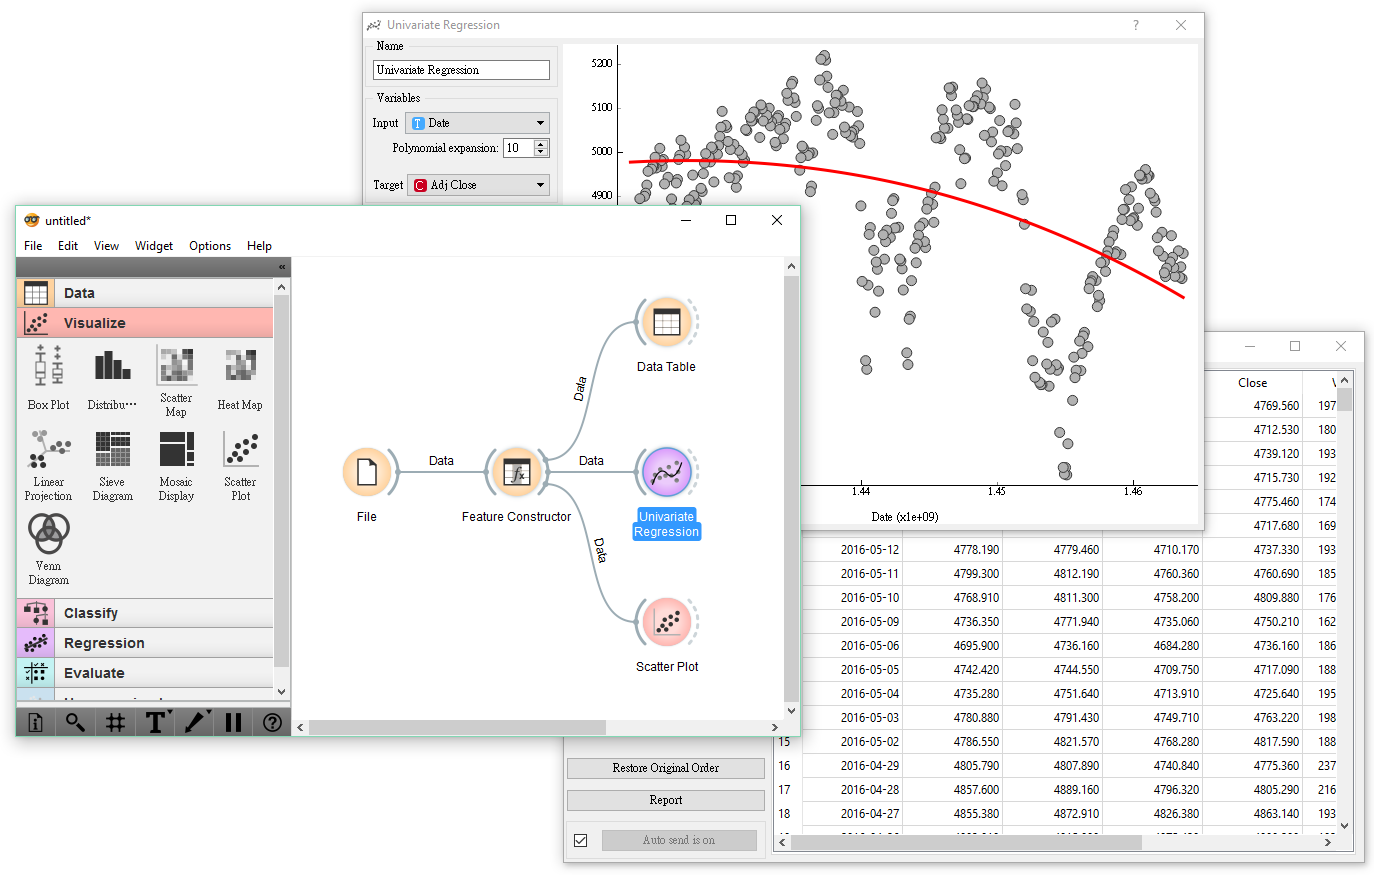 Univariate Regression
?
Name
Univariate Regression
Variables
Input
T
Date
Polynomial expansion:
10
Target
C
Adj Close
5200
5100
5000
4900
1.44
1.45
1.46
Date (x1e+09)
untitled*
File
Edit
View
Widget
Options
Help
«
Data
Visualize
Box Plot
Distribu⋯
Scatter
Map
Heat Map
Linear
Projection
Sieve
Diagram
Mosaic
Display
Scatter
Plot
Venn
Diagram
Classify
Regression
Evaluate
File
Data
Feature Constructor
Data
Data
Data
Data Table
Univariate
Regression
Scatter Plot
Close
4769.560 197
4712.530 180
4739.120 193
4715.730 192
4775.460 174
4717.680 169
2016-05-12 4778.190 4779.460 4710.170 4737.330 193
2016-05-11 4799.300 4812.190 4760.360 4760.690 185
2016-05-10 4768.910 4811.300 4758.200 4809.880 176
2016-05-09 4736.350 4771.940 4735.060 4750.210 162
2016-05-06 4695.900 4736.160 4684.280 4736.160 186
2016-05-05 4742.420 4744.550 4709.750 4717.090 188
2016-05-04 4735.280 4751.640 4713.910 4725.640 195
2016-05-03 4780.880 4791.430 4749.710 4763.220 198
15 2016-05-02 4786.550 4821.570 4768.280 4817.590 188
16 2016-04-29 4805.790 4807.890 4740.840 4775.360 237
17 2016-04-28 4857.600 4889.160 4796.320 4805.290 216
18 2016-04-27 4855.380 4872.910 4826.380 4863.140 193
Restore Original Order
Report
Auto send is on